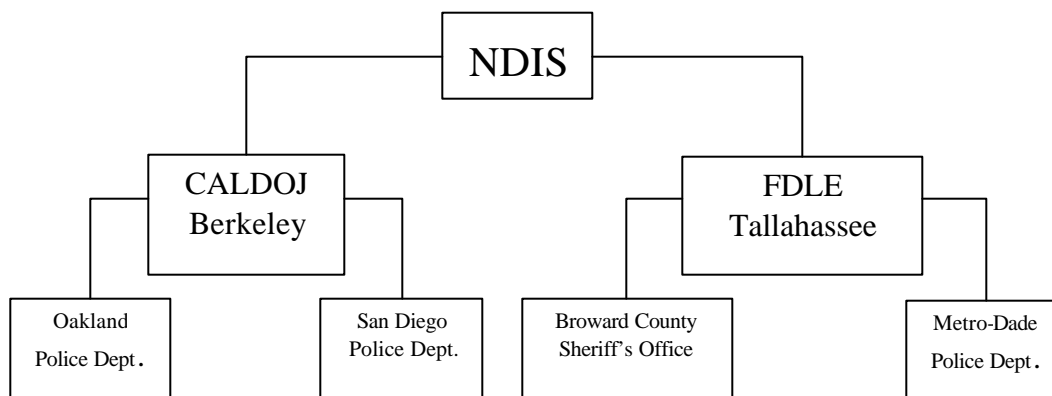 NDIS
CALDOJ
Berkeley
FDLE
Tallahassee
Oakland
Police Dept.
San Diego
Police Dept.
Broward County
Sheriff's Office
Metro-Dade
Police Dept.